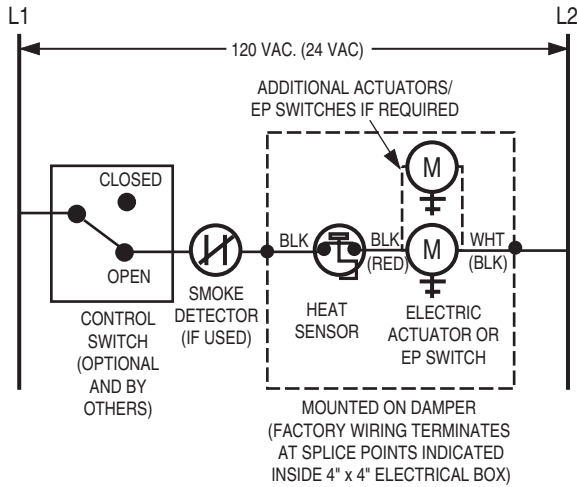 L1
L2
120 VAC. (24 VAC)
ADDITIONAL ACTUATORS/
EP SWITCHES IF REQUIRED
M
CLOSED
OPEN
BLK
BLK
(RED)
M
WHT
(BLK)
CONTROL
SWITCH
(OPTIONAL
AND BY
OTHERS)
SMOKE
DETECTOR
(IF USED)
HEAT
SENSOR
ELECTRIC
ACTUATOR OR
EP SWITCH
MOUNTED ON DAMPER
(FACTORY WIRING TERMINATES
AT SPLICE POINTS INDICATED
INSIDE 4" x 4" ELECTRICAL BOX)